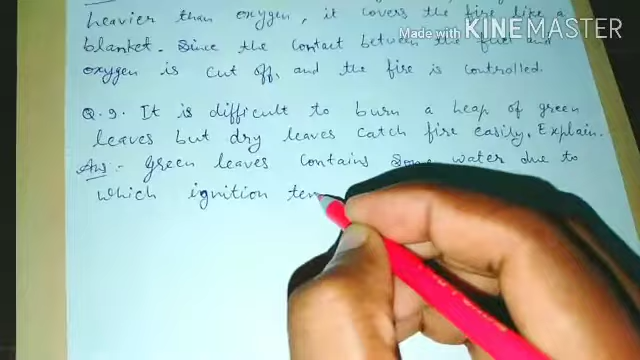 heavier than oxygen, it covers the fire like a
Made with KINEMASTER
blanket. Since the contact between the fuel and
oxygen is cut off, and the fire is controlled.
Q.9. It is difficult to burn a heap of green
leaves but dry leaves catch fire easily. Explain.
Ans - Green leaves contains some water due to
which ignition tem